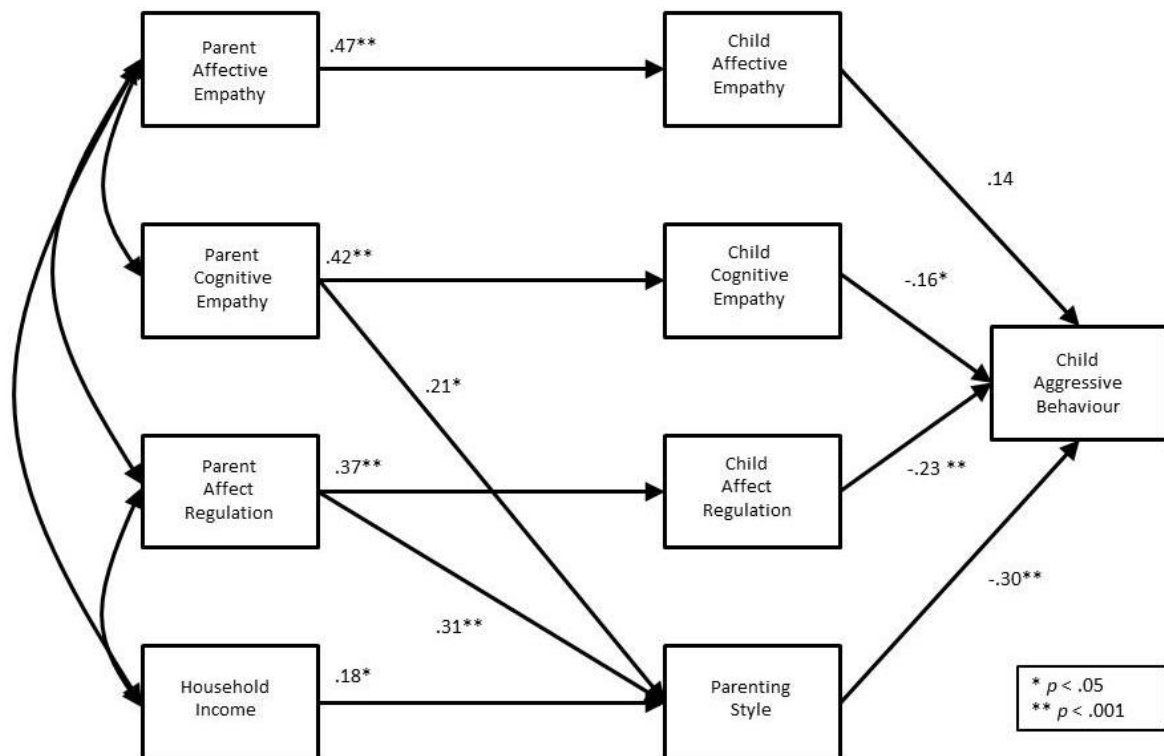 Parent
Affective
Empathy
.47**
Child
Affective
Empathy
.14
Parent
Cognitive
Empathy
.42**
Child
Cognitive
Empathy
-.16*
.21*
Child
Aggressive
Behaviour
Parent
Affect
Regulation
.37**
Child
Affect
Regulation
-.23 **
.31**
-.30**
Household
Income
.18*
Parenting
Style
* p < .05
** p < .001